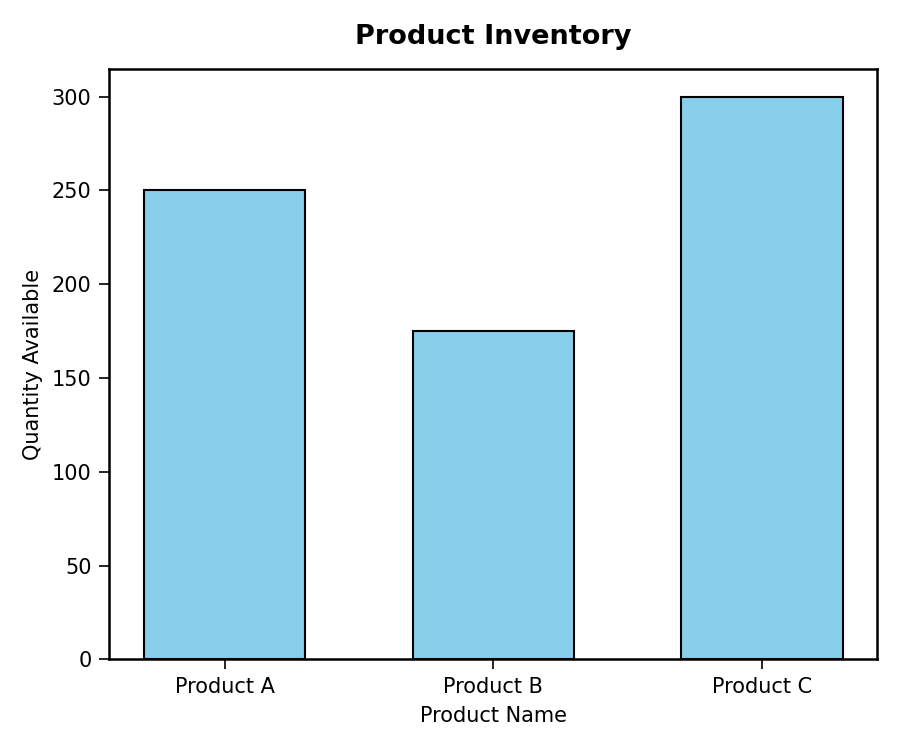 Product Inventory
300
250
200
150
100
50
0
Quantity Available
Product A Product B Product C
Product Name